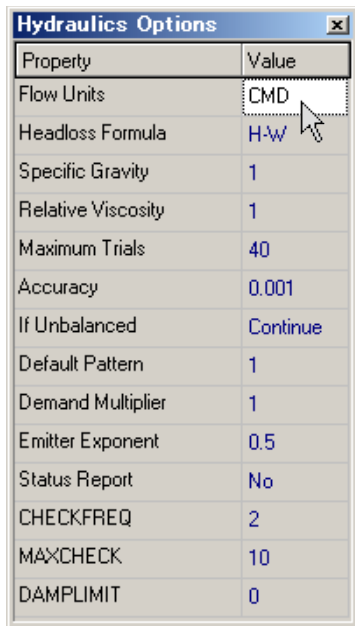 Hydraulics Options
Property Value
Flow Units CMD
Headloss Formula H-W
Specific Gravity 1
Relative Viscosity 1
Maximum Trials 40
Accuracy 0.001
If Unbalanced Continue
Default Pattern 1
Demand Multiplier 1
Emitter Exponent 0.5
Status Report No
CHECKFREQ 2
MAXCHECK 10
DAMPLIMIT 0